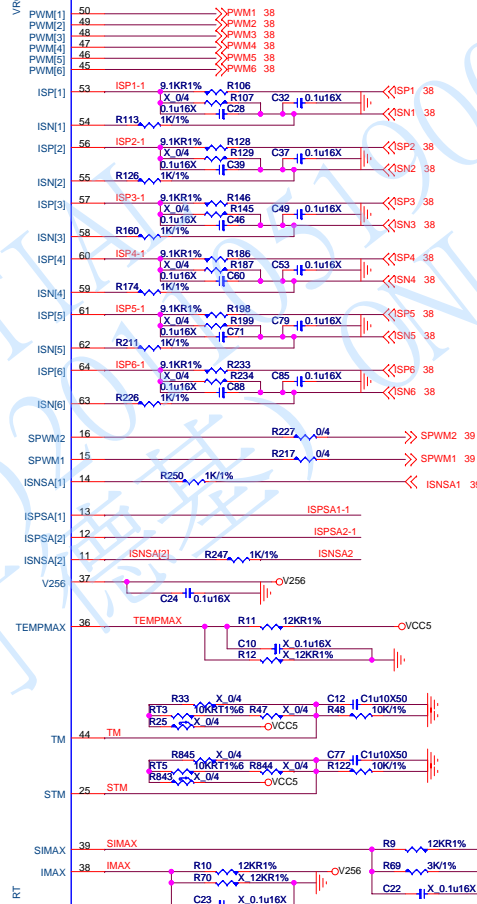 VR
PWM[1] 50 PWM1 38
PWM[2] 49 PWM2 38
PWM[3] 48 PWM3 38
PWM[4] 47 PWM4 38
PWM[5] 46 PWM5 38
PWM[6] 45 PWM6 38
ISP[1] 53 ISP1-1 9.1KR1% R106 ISP1 38
X_0/4 R107 C32 0.1u16X
0.1u16X C28 ISN1 38
ISN[1] 54 R113 1K/1%
ISP[2] 56 ISP2-1 9.1KR1% R128 ISP2 38
X_0/4 R129 C37 0.1u16X
0.1u16X C39 ISN2 38
ISN[2] 55 R126 1K/1%
ISP[3] 57 ISP3-1 9.1KR1% R146 ISP3 38
X_0/4 R145 C49 0.1u16X
0.1u16X C46 ISN3 38
ISN[3] 58 R160 1K/1%
ISP[4] 60 ISP4-1 9.1KR1% R186 ISP4 38
X_0/4 R187 C53 0.1u16X
0.1u16X C60 ISN4 38
ISN[4] 59 R174 1K/1%
ISP[5] 61 ISP5-1 9.1KR1% R198 ISP5 38
X_0/4 R199 C79 0.1u16X
0.1u16X C71 ISN5 38
ISN[5] 62 R211 1K/1%
ISP[6] 64 ISP6-1 9.1KR1% R233 ISP6 38
X_0/4 R234 C85 0.1u16X
0.1u16X C88 ISN6 38
ISN[6] 63 R226 1K/1%
SPWM2 16 R227 0/4 SPWM2 39
SPWM1 15 R217 0/4 SPWM1 39
ISNSA[1] 14 R250 1K/1% ISNSA1 39
ISPSA[1] 13 ISPSA1-1
ISPSA[2] 12 ISPSA2-1
ISNSA[2] 11 ISNSA[2] R247 1K/1% ISNSA2
V256 37 V256
C24 0.1u16X
TEMPMAX 36 TEMPMAX R11 12KR1% VCC5
C10 X_0.1u16X
R12 X_12KR1%
R33 X_0/4 C12 C1u10X50
RT3 10KRT1%6 R47 X_0/4 R48 10K/1%
R25 X_0/4 VCC5
TM 44 TM
R845 X_0/4 C77 C1u10X50
RT5 10KRT1%6 R844 X_0/4 R122 10K/1%
R843 X_0/4 VCC5
STM 25 STM
SIMAX 39 SIMAX R9 12KR1%
IMAX 38 IMAX R10 12KR1% V256 R69 3K/1%
R70 X_12KR1%
C22 X_0.1u16X
C23 X_0.1u16X
RT